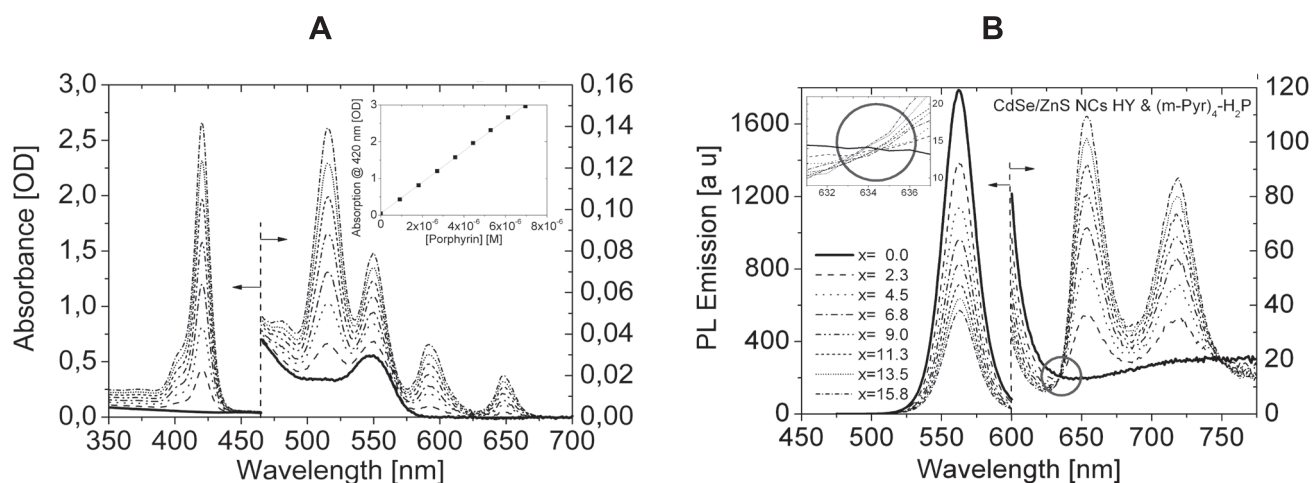 A
B
3,0
2,5
2,0
1,5
1,0
0,5
0,0
Absorbance [OD]
350 400 450 500 550 600 650 700
Wavelength [nm]
0,16
0,14
0,12
0,10
0,08
0,06
0,04
0,02
0,00
3
2
1
0
Absorption @ 420 nm [OD]
0 2x10⁻⁶ 4x10⁻⁶ 6x10⁻⁶ 8x10⁻⁶
[Porphyrin] [M]
1600
1200
800
400
0
PL Emission [a u]
450 500 550 600 650 700 750
Wavelength [nm]
120
100
80
60
40
20
0
20
15
10
632 634 636
CdSe/ZnS NCs HY & (m-Pyr)₄-H₂P
x= 0.0
x= 2.3
x= 4.5
x= 6.8
x= 9.0
x= 11.3
x= 13.5
x= 15.8